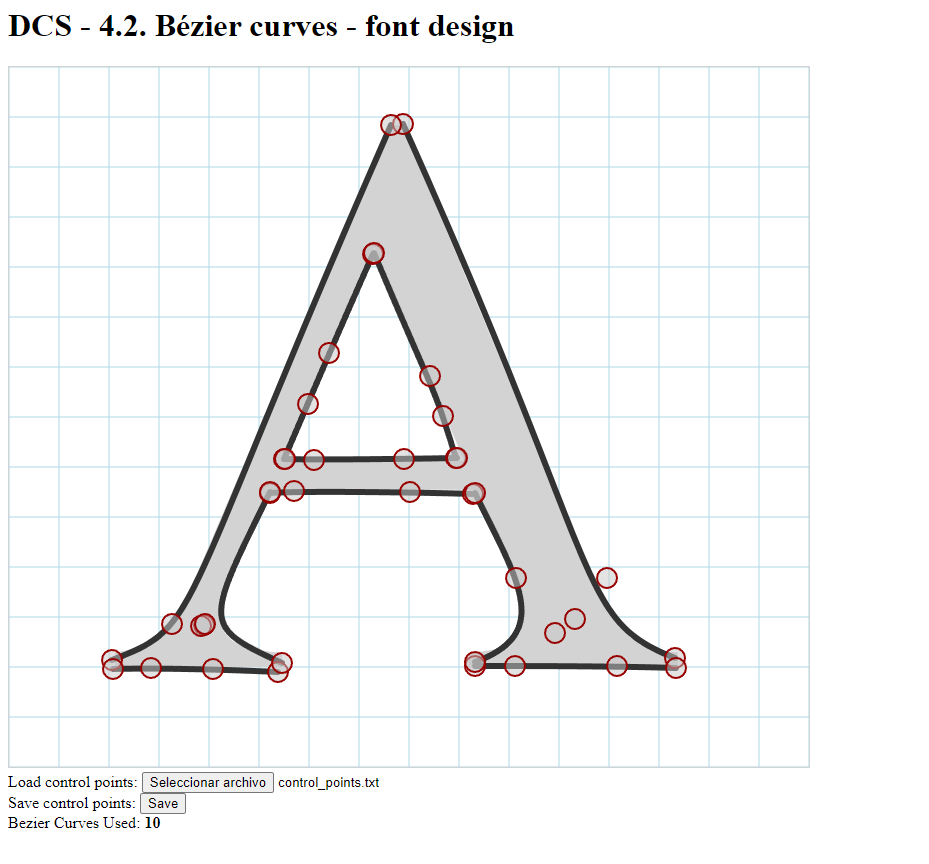 DCS - 4.2. Bézier curves - font design
A
Load control points: Seleccionar archivo control_points.txt
Save control points: Save
Bezier Curves Used: 10